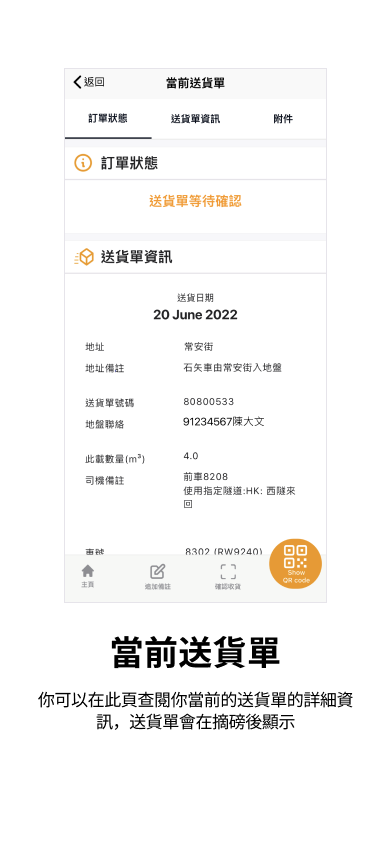 返回
當前送貨單
訂單狀態
送貨單資訊
附件
訂單狀態
送貨單等待確認
送貨單資訊
送貨日期
20 June 2022
地址 常安街
地址備註 石矢車由常安街入地盤
送貨單號碼 80800533
地盤聯絡 91234567陳大文
此載數量(m³) 4.0
司機備註 前車8208
使用指定隧道:HK: 西隧來
回
車號 8302 (RW9240)
Show
QR code
主頁
追加備註
確認收貨
當前送貨單
你可以在此頁查閱你當前的送貨單的詳細資
訊，送貨單會在摘磅後顯示